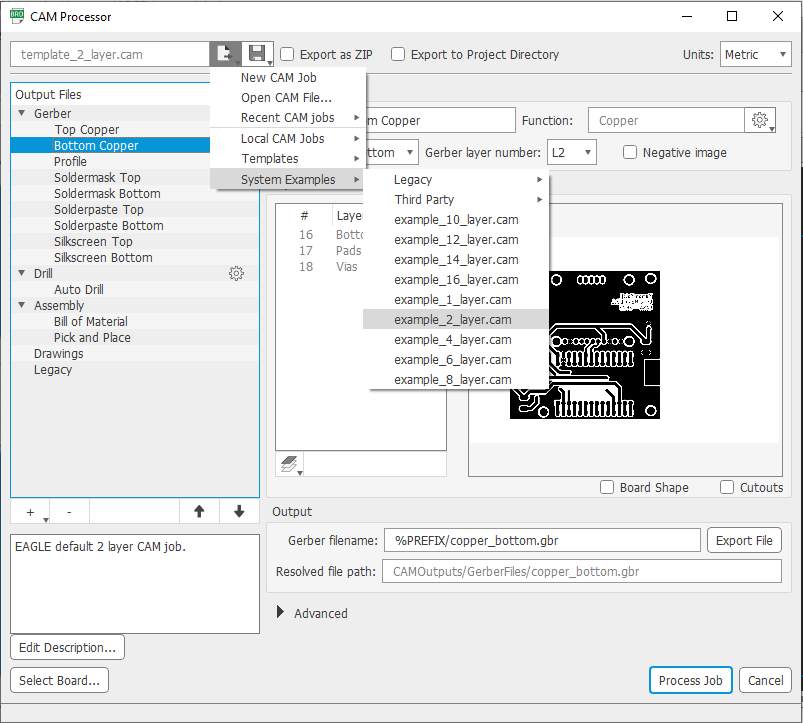 CAM Processor
template_2_layer.cam
Export as ZIP
Export to Project Directory
Units: Metric
New CAM Job
Open CAM File...
Recent CAM jobs
Local CAM Jobs
Templates
System Examples
Legacy
Third Party
example_10_layer.cam
example_12_layer.cam
example_14_layer.cam
example_16_layer.cam
example_1_layer.cam
example_2_layer.cam
example_4_layer.cam
example_6_layer.cam
example_8_layer.cam
Output Files
Gerber
Top Copper
Bottom Copper
Profile
Soldermask Top
Soldermask Bottom
Solderpaste Top
Solderpaste Bottom
Silkscreen Top
Silkscreen Bottom
Drill
Auto Drill
Assembly
Bill of Material
Pick and Place
Drawings
Legacy
+ -
EAGLE default 2 layer CAM job.
Edit Description...
Select Board...
m Copper Function: Copper
ttom Gerber layer number: L2 Negative image
# Laye
16 Botto
17 Pads
18 Vias
Board Shape Cutouts
Output
Gerber filename: %PREFIX/copper_bottom.gbr Export File
Resolved file path: CAMOutputs/GerberFiles/copper_bottom.gbr
Advanced
Process Job Cancel